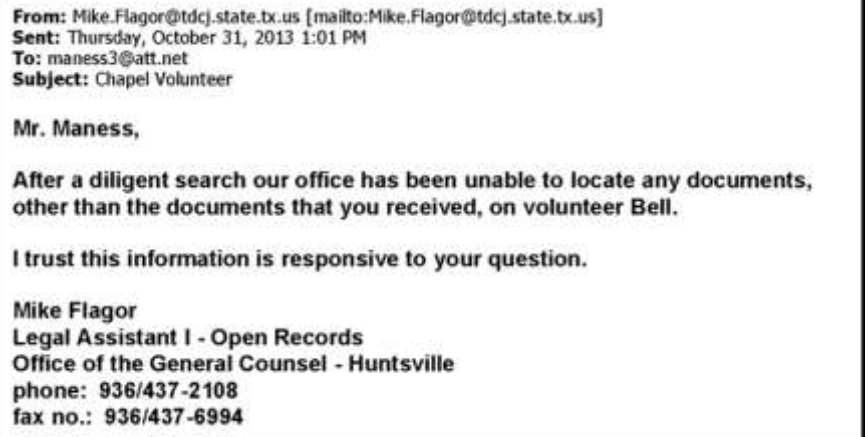 From: Mike.Flagor@tdcj.state.tx.us [mailto:Mike.Flagor@tdcj.state.tx.us]
Sent: Thursday, October 31, 2013 1:01 PM
To: maness3@att.net
Subject: Chapel Volunteer
Mr. Maness,
After a diligent search our office has been unable to locate any documents,
other than the documents that you received, on volunteer Bell.
I trust this information is responsive to your question.
Mike Flagor
Legal Assistant I - Open Records
Office of the General Counsel - Huntsville
phone: 936/437-2108
fax no.: 936/437-6994